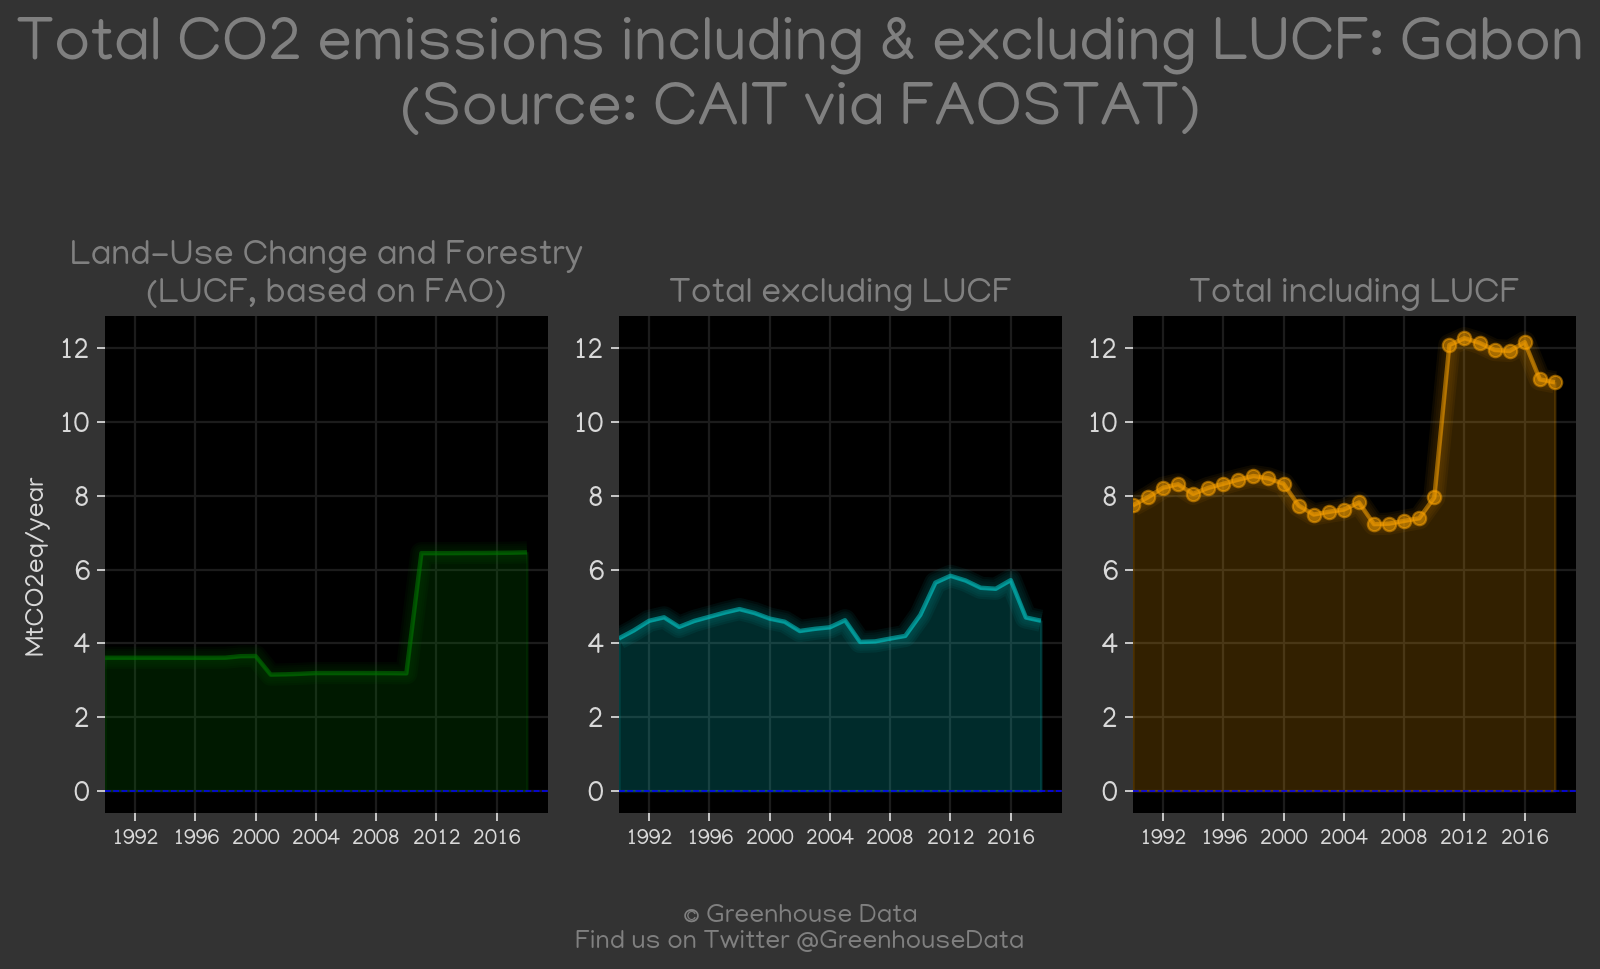 Total CO2 emissions including & excluding LUCF: Gabon
(Source: CAIT via FAOSTAT)
Land-Use Change and Forestry
(LUCF, based on FAO)
Total excluding LUCF
Total including LUCF
MtCO2eq/year
12
10
8
6
4
2
0
1992 1996 2000 2004 2008 2012 2016
12
10
8
6
4
2
0
1992 1996 2000 2004 2008 2012 2016
12
10
8
6
4
2
0
1992 1996 2000 2004 2008 2012 2016
© Greenhouse Data
Find us on Twitter @GreenhouseData